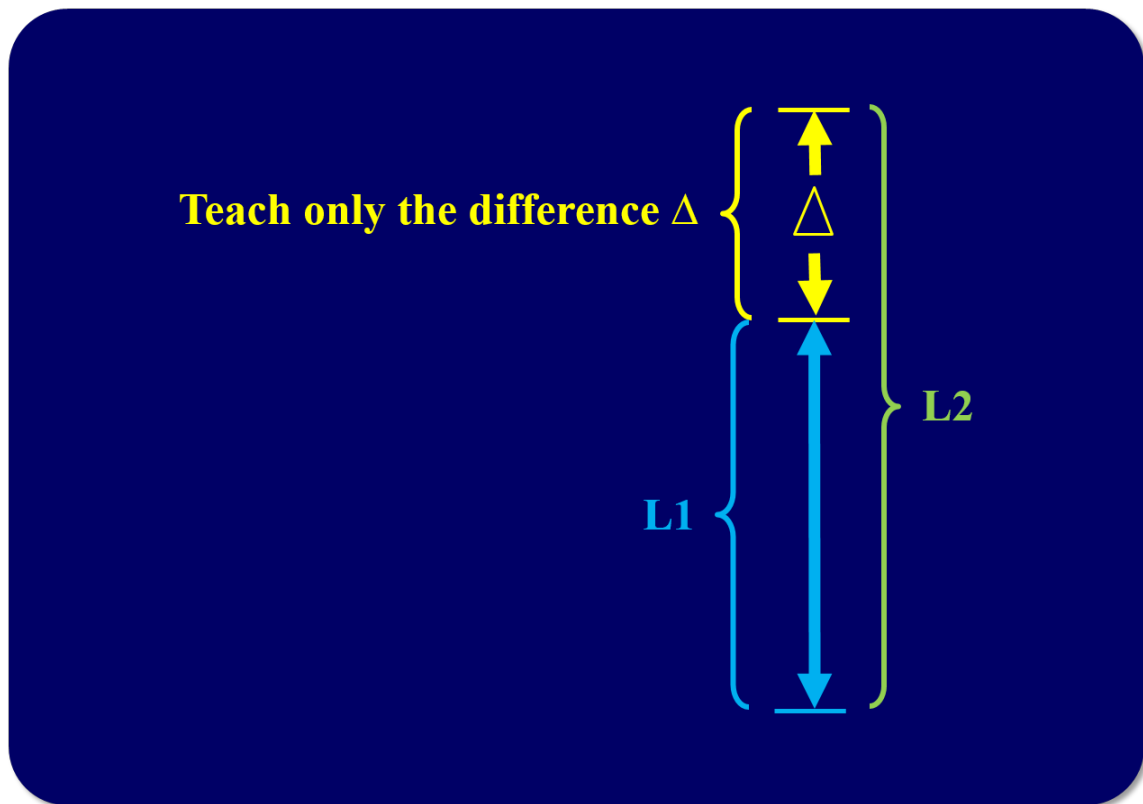 Teach only the difference Δ
Δ
L2
L1